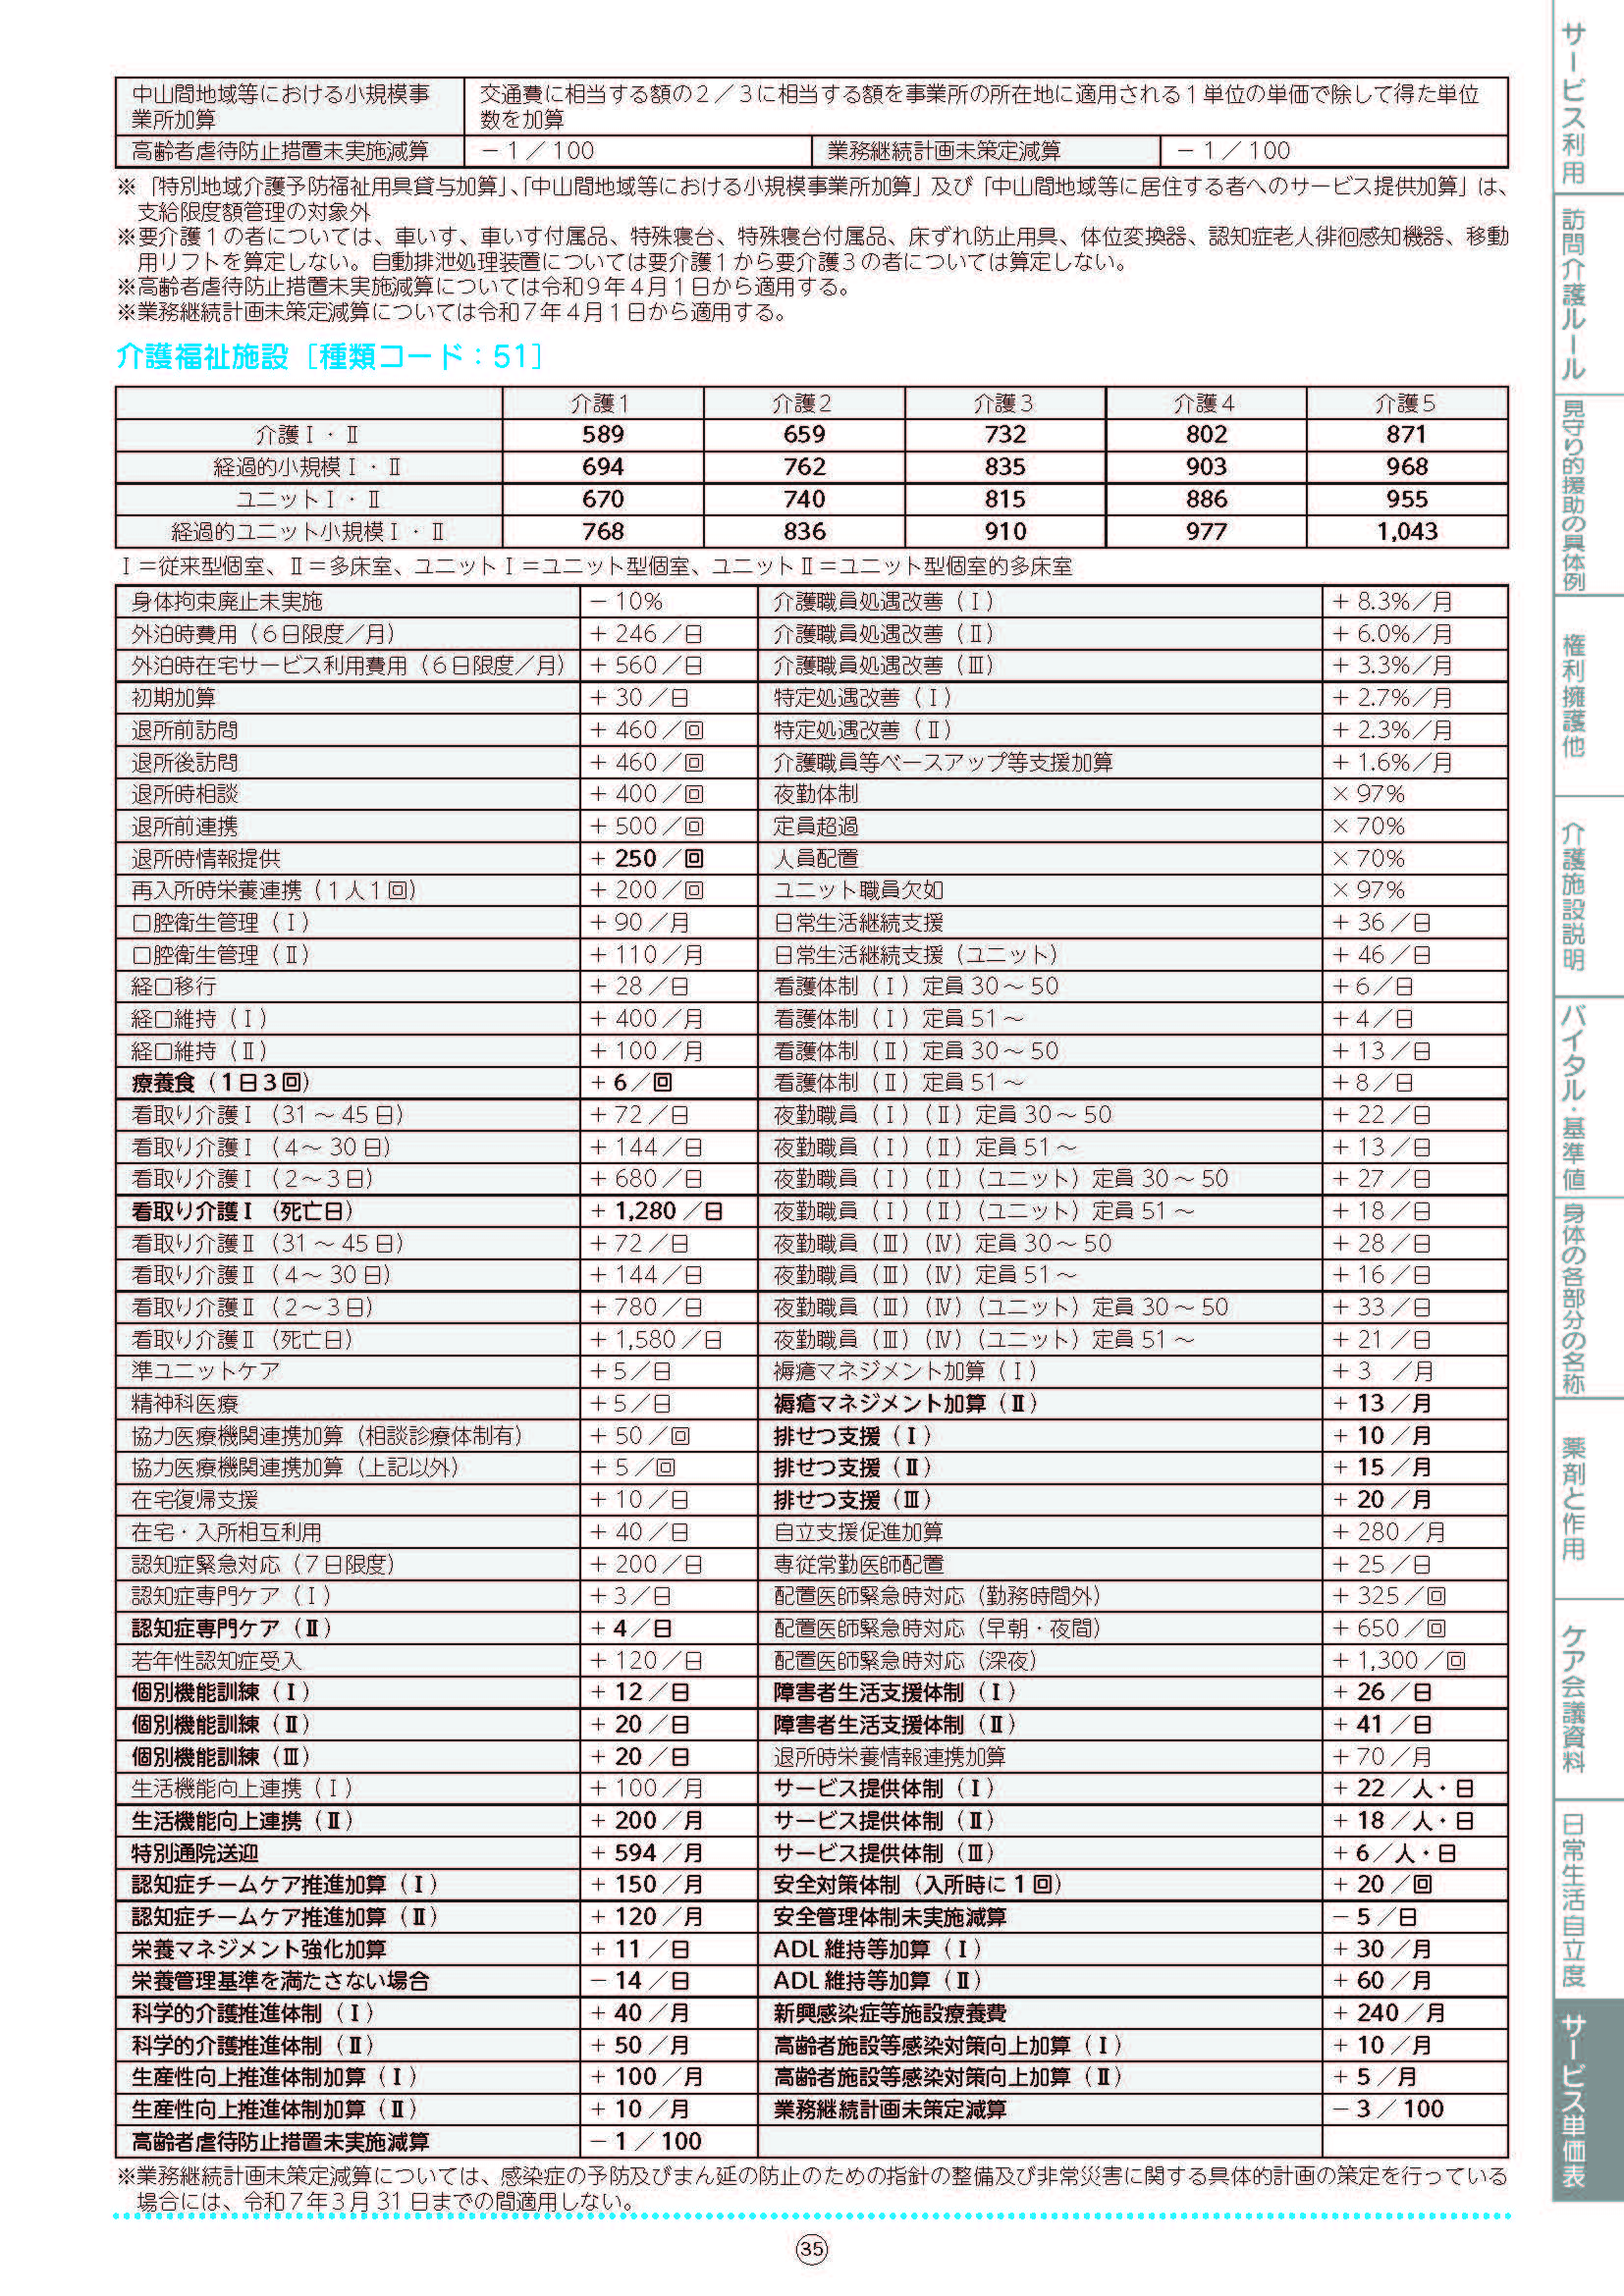 中山間地域等における小規模事業所加算 交通費に相当する額の2／3に相当する額を事業所の所在地に適用される1単位の単価で除して得た単位数を加算
高齢者虐待防止措置未実施減算 －1／100 業務継続計画未策定減算 －1／100
※「特別地域介護予防福祉用具貸与加算」、「中山間地域等における小規模事業所加算」及び「中山間地域等に居住する者へのサービス提供加算」は、
支給限度額管理の対象外
※要介護1の者については、車いす、車いす付属品、特殊寝台、特殊寝台付属品、床ずれ防止用具、体位変換器、認知症老人徘徊感知機器、移動
用リフトを算定しない。自動排泄処理装置については要介護1から要介護3の者については算定しない。
※高齢者虐待防止措置未実施減算については令和9年4月1日から適用する。
※業務継続計画未策定減算については令和7年4月1日から適用する。
介護福祉施設［種類コード：51］
介護1 介護2 介護3 介護4 介護5
介護Ⅰ・Ⅱ 589 659 732 802 871
経過的小規模Ⅰ・Ⅱ 694 762 835 903 968
ユニットⅠ・Ⅱ 670 740 815 886 955
経過的ユニット小規模Ⅰ・Ⅱ 768 836 910 977 1,043
Ⅰ＝従来型個室、Ⅱ＝多床室、ユニットⅠ＝ユニット型個室、ユニットⅡ＝ユニット型個室的多床室
身体拘束廃止未実施 －10％ 介護職員処遇改善（Ⅰ） ＋8.3％／月
外泊時費用（6日限度／月） ＋246／日 介護職員処遇改善（Ⅱ） ＋6.0％／月
外泊時在宅サービス利用費用（6日限度／月） ＋560／日 介護職員処遇改善（Ⅲ） ＋3.3％／月
初期加算 ＋30／日 特定処遇改善（Ⅰ） ＋2.7％／月
退所前訪問 ＋460／回 特定処遇改善（Ⅱ） ＋2.3％／月
退所後訪問 ＋460／回 介護職員等ベースアップ等支援加算 ＋1.6％／月
退所時相談 ＋400／回 夜勤体制 ×97％
退所前連携 ＋500／回 定員超過 ×70％
退所時情報提供 ＋250／回 人員配置 ×70％
再入所時栄養連携（1人1回） ＋200／回 ユニット職員欠如 ×97％
口腔衛生管理（Ⅰ） ＋90／月 日常生活継続支援 ＋36／日
口腔衛生管理（Ⅱ） ＋110／月 日常生活継続支援（ユニット） ＋46／日
経口移行 ＋28／日 看護体制（Ⅰ）定員30～50 ＋6／日
経口維持（Ⅰ） ＋400／月 看護体制（Ⅰ）定員51～ ＋4／日
経口維持（Ⅱ） ＋100／月 看護体制（Ⅱ）定員30～50 ＋13／日
療養食（1日3回） ＋6／回 看護体制（Ⅱ）定員51～ ＋8／日
看取り介護Ⅰ（31～45日） ＋72／日 夜勤職員（Ⅰ）（Ⅱ）定員30～50 ＋22／日
看取り介護Ⅰ（4～30日） ＋144／日 夜勤職員（Ⅰ）（Ⅱ）定員51～ ＋13／日
看取り介護Ⅰ（2～3日） ＋680／日 夜勤職員（Ⅰ）（Ⅱ）（ユニット）定員30～50 ＋27／日
看取り介護Ⅰ（死亡日） ＋1,280／日 夜勤職員（Ⅰ）（Ⅱ）（ユニット）定員51～ ＋18／日
看取り介護Ⅱ（31～45日） ＋72／日 夜勤職員（Ⅲ）（Ⅳ）定員30～50 ＋28／日
看取り介護Ⅱ（4～30日） ＋144／日 夜勤職員（Ⅲ）（Ⅳ）定員51～ ＋16／日
看取り介護Ⅱ（2～3日） ＋780／日 夜勤職員（Ⅲ）（Ⅳ）（ユニット）定員30～50 ＋33／日
看取り介護Ⅱ（死亡日） ＋1,580／日 夜勤職員（Ⅲ）（Ⅳ）（ユニット）定員51～ ＋21／日
準ユニットケア ＋5／日 褥瘡マネジメント加算（Ⅰ） ＋3／月
精神科医療 ＋5／日 褥瘡マネジメント加算（Ⅱ） ＋13／月
協力医療機関連携加算（相談診療体制有） ＋50／回 排せつ支援（Ⅰ） ＋10／月
協力医療機関連携加算（上記以外） ＋5／回 排せつ支援（Ⅱ） ＋15／月
在宅復帰支援 ＋10／日 排せつ支援（Ⅲ） ＋20／月
在宅・入所相互利用 ＋40／日 自立支援促進加算 ＋280／月
認知症緊急対応（7日限度） ＋200／日 専従常勤医師配置 ＋25／日
認知症専門ケア（Ⅰ） ＋3／日 配置医師緊急時対応（勤務時間外） ＋325／回
認知症専門ケア（Ⅱ） ＋4／日 配置医師緊急時対応（早朝・夜間） ＋650／回
若年性認知症受入 ＋120／日 配置医師緊急時対応（深夜） ＋1,300／回
個別機能訓練（Ⅰ） ＋12／日 障害者生活支援体制（Ⅰ） ＋26／日
個別機能訓練（Ⅱ） ＋20／日 障害者生活支援体制（Ⅱ） ＋41／日
個別機能訓練（Ⅲ） ＋20／日 退所時栄養情報連携加算 ＋70／月
生活機能向上連携（Ⅰ） ＋100／月 サービス提供体制（Ⅰ） ＋22／人・日
生活機能向上連携（Ⅱ） ＋200／月 サービス提供体制（Ⅱ） ＋18／人・日
特別通院送迎 ＋594／月 サービス提供体制（Ⅲ） ＋6／人・日
認知症チームケア推進加算（Ⅰ） ＋150／月 安全対策体制（入所時に1回） ＋20／回
認知症チームケア推進加算（Ⅱ） ＋120／月 安全管理体制未実施減算 －5／日
栄養マネジメント強化加算 ＋11／日 ADL維持等加算（Ⅰ） ＋30／月
栄養管理基準を満たさない場合 －14／日 ADL維持等加算（Ⅱ） ＋60／月
科学的介護推進体制（Ⅰ） ＋40／月 新興感染症等施設療養費 ＋240／月
科学的介護推進体制（Ⅱ） ＋50／月 高齢者施設等感染対策向上加算（Ⅰ） ＋10／月
生産性向上推進体制加算（Ⅰ） ＋100／月 高齢者施設等感染対策向上加算（Ⅱ） ＋5／月
生産性向上推進体制加算（Ⅱ） ＋10／月 業務継続計画未策定減算 －3／100
高齢者虐待防止措置未実施減算 －1／100
※業務継続計画未策定減算については、感染症の予防及びまん延の防止のための指針の整備及び非常災害に関する具体的計画の策定を行っている
場合には、令和7年3月31日までの間適用しない。
35
サービス利用
訪問介護ルール
見守り的援助の具体例
権利擁護他
介護施設説明
バイタル・基準値
身体の各部分の名称
薬剤と作用
ケア会議資料
日常生活自立度
サービス単価表